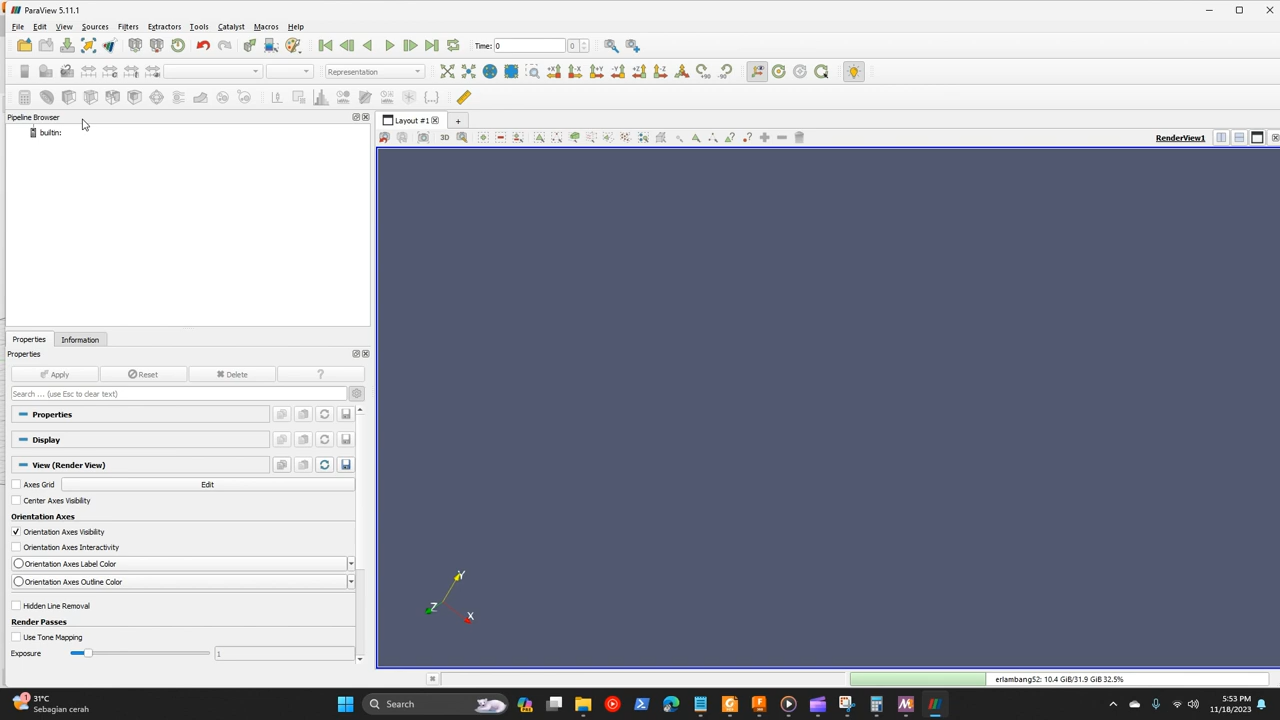 ParaView 5.11.1
File Edit View Sources Filters Extractors Tools Catalyst Macros Help
Time: 0 0
Representation
Pipeline Browser
builtin:
Layout #1
+
3D
RenderView1
Properties Information
Properties
Apply Reset Delete ?
Search ... (use Esc to clear text)
Properties
Display
View (Render View)
Axes Grid Edit
Center Axes Visibility
Orientation Axes
Orientation Axes Visibility
Orientation Axes Interactivity
Orientation Axes Label Color
Orientation Axes Outline Color
Hidden Line Removal
Render Passes
Use Tone Mapping
Exposure 1
Y
Z
X
erlambang52: 10.4 GiB/31.9 GiB 32.5%
1
31°C
Sebagian cerah
Search
5:53 PM
11/18/2023